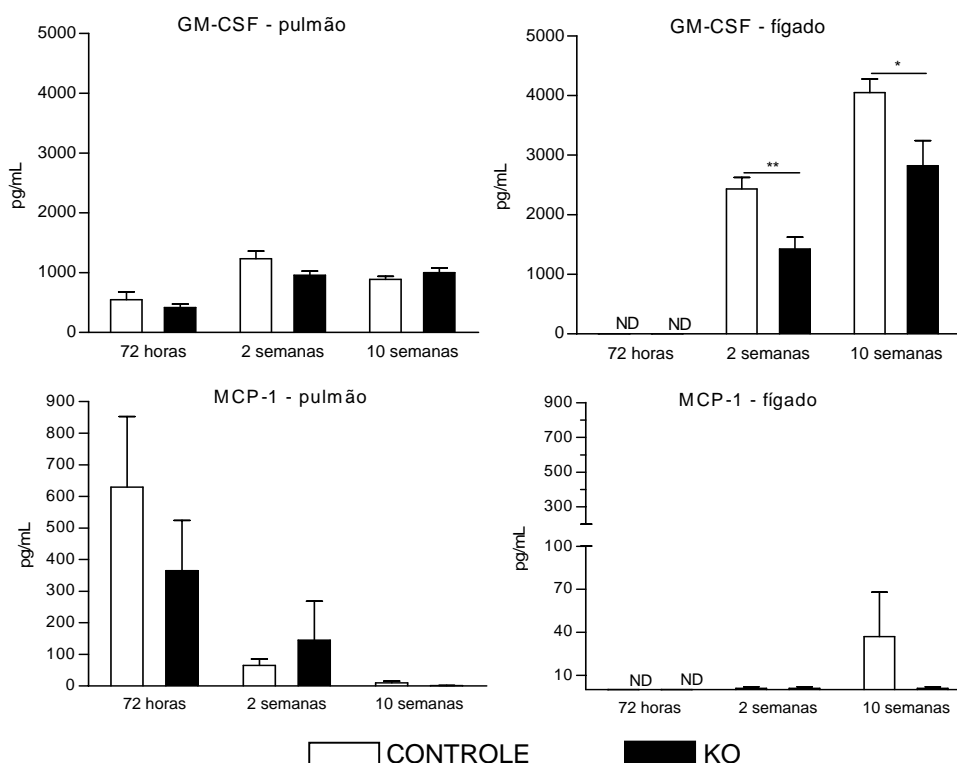 GM-CSF - pulmão
5000
4000
3000
2000
1000
0
pg/mL
72 horas 2 semanas 10 semanas
GM-CSF - fígado
5000
4000
3000
2000
1000
0
pg/mL
ND ND
**
*
72 horas 2 semanas 10 semanas
MCP-1 - pulmão
900
800
700
600
500
400
300
200
100
0
pg/mL
72 horas 2 semanas 10 semanas
MCP-1 - fígado
900
700
500
300
100
70
40
10
pg/mL
ND ND
72 horas 2 semanas 10 semanas
CONTROLE KO